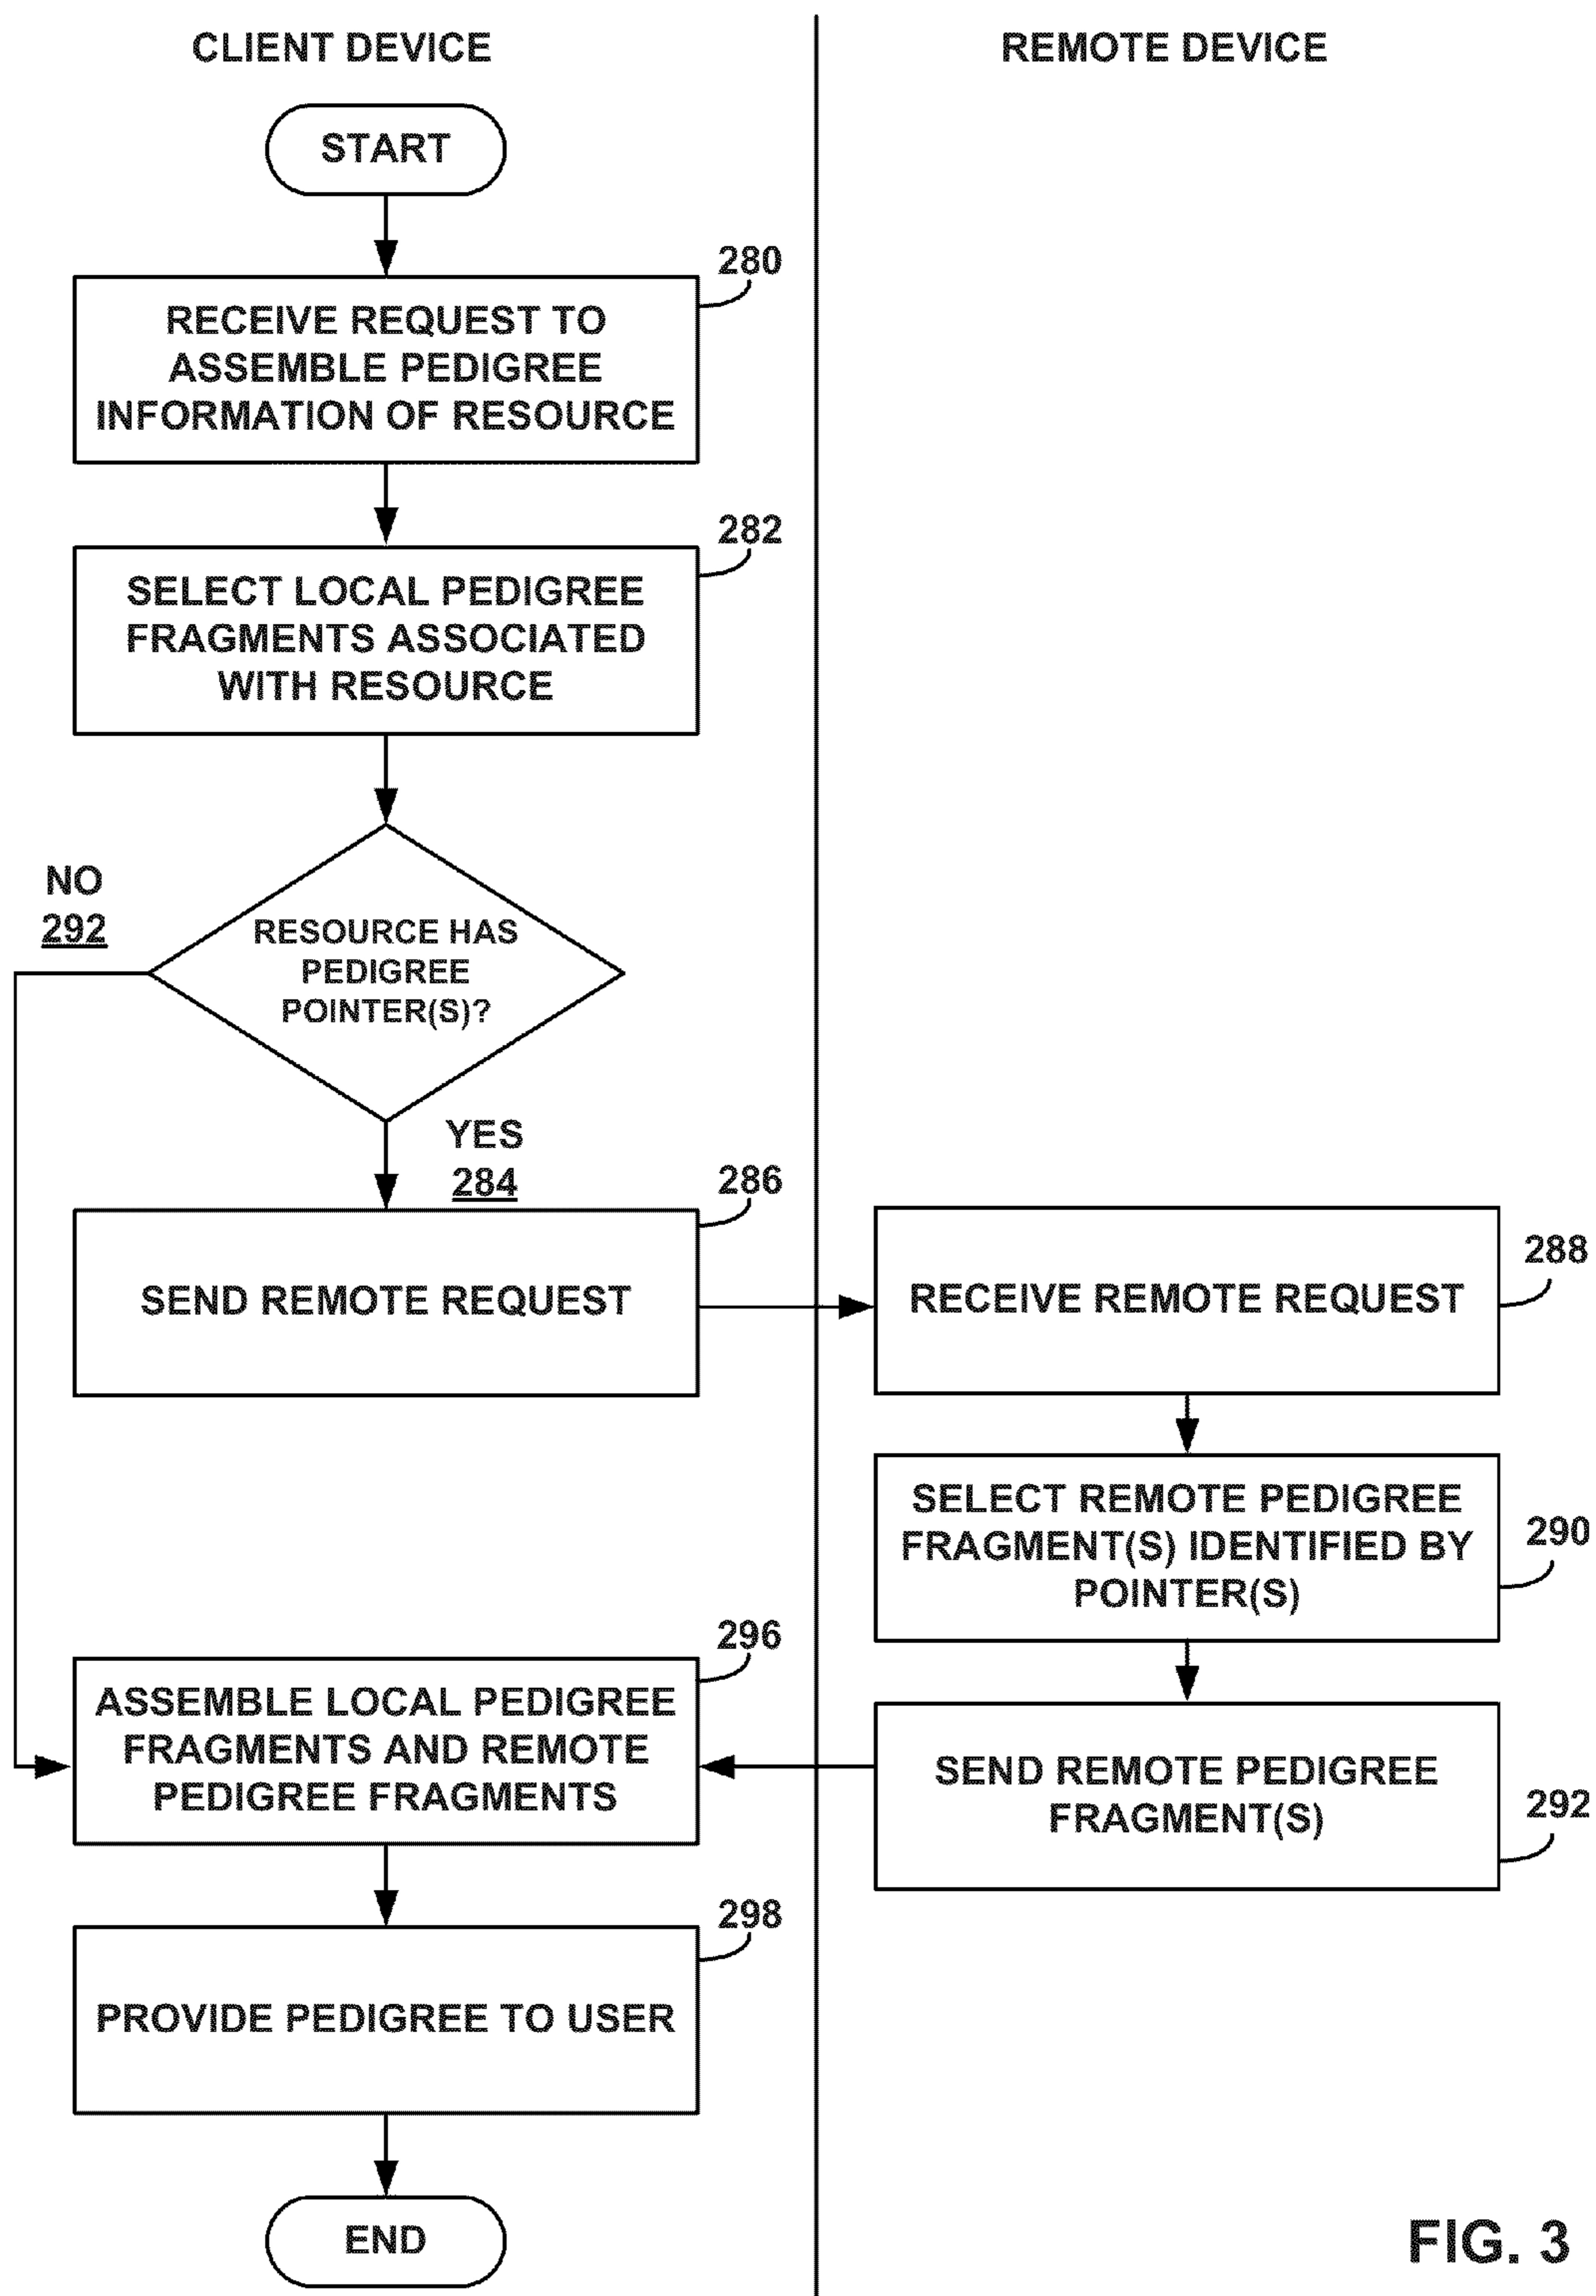 CLIENT DEVICE
REMOTE DEVICE
START
280
RECEIVE REQUEST TO
ASSEMBLE PEDIGREE
INFORMATION OF RESOURCE
282
SELECT LOCAL PEDIGREE
FRAGMENTS ASSOCIATED
WITH RESOURCE
NO
292
RESOURCE HAS
PEDIGREE
POINTER(S)?
YES
284
286
SEND REMOTE REQUEST
288
RECEIVE REMOTE REQUEST
SELECT REMOTE PEDIGREE
FRAGMENT(S) IDENTIFIED BY
POINTER(S)
290
296
ASSEMBLE LOCAL PEDIGREE
FRAGMENTS AND REMOTE
PEDIGREE FRAGMENTS
SEND REMOTE PEDIGREE
FRAGMENT(S)
292
298
PROVIDE PEDIGREE TO USER
END
FIG. 3